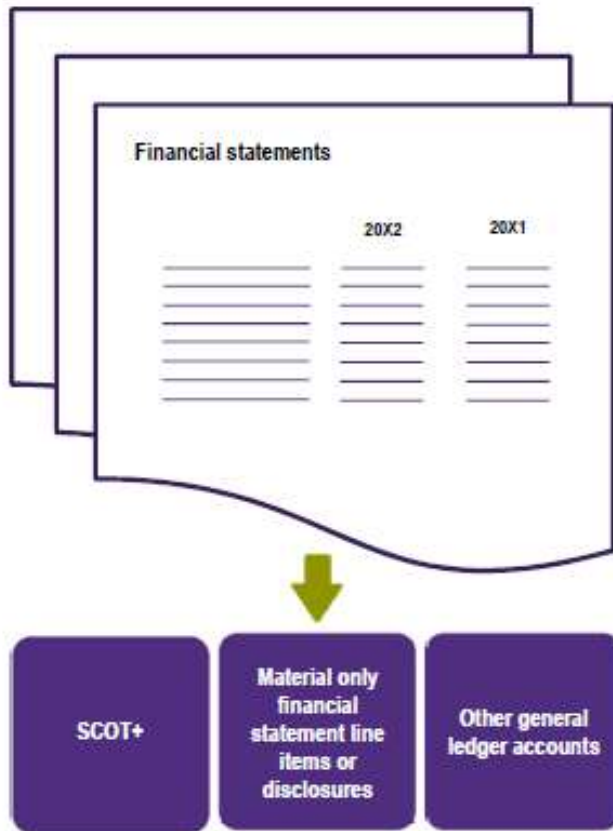 Financial statements
20X2 20X1
SCOT+
Material only
financial
statement line
items or
disclosures
Other general
ledger accounts